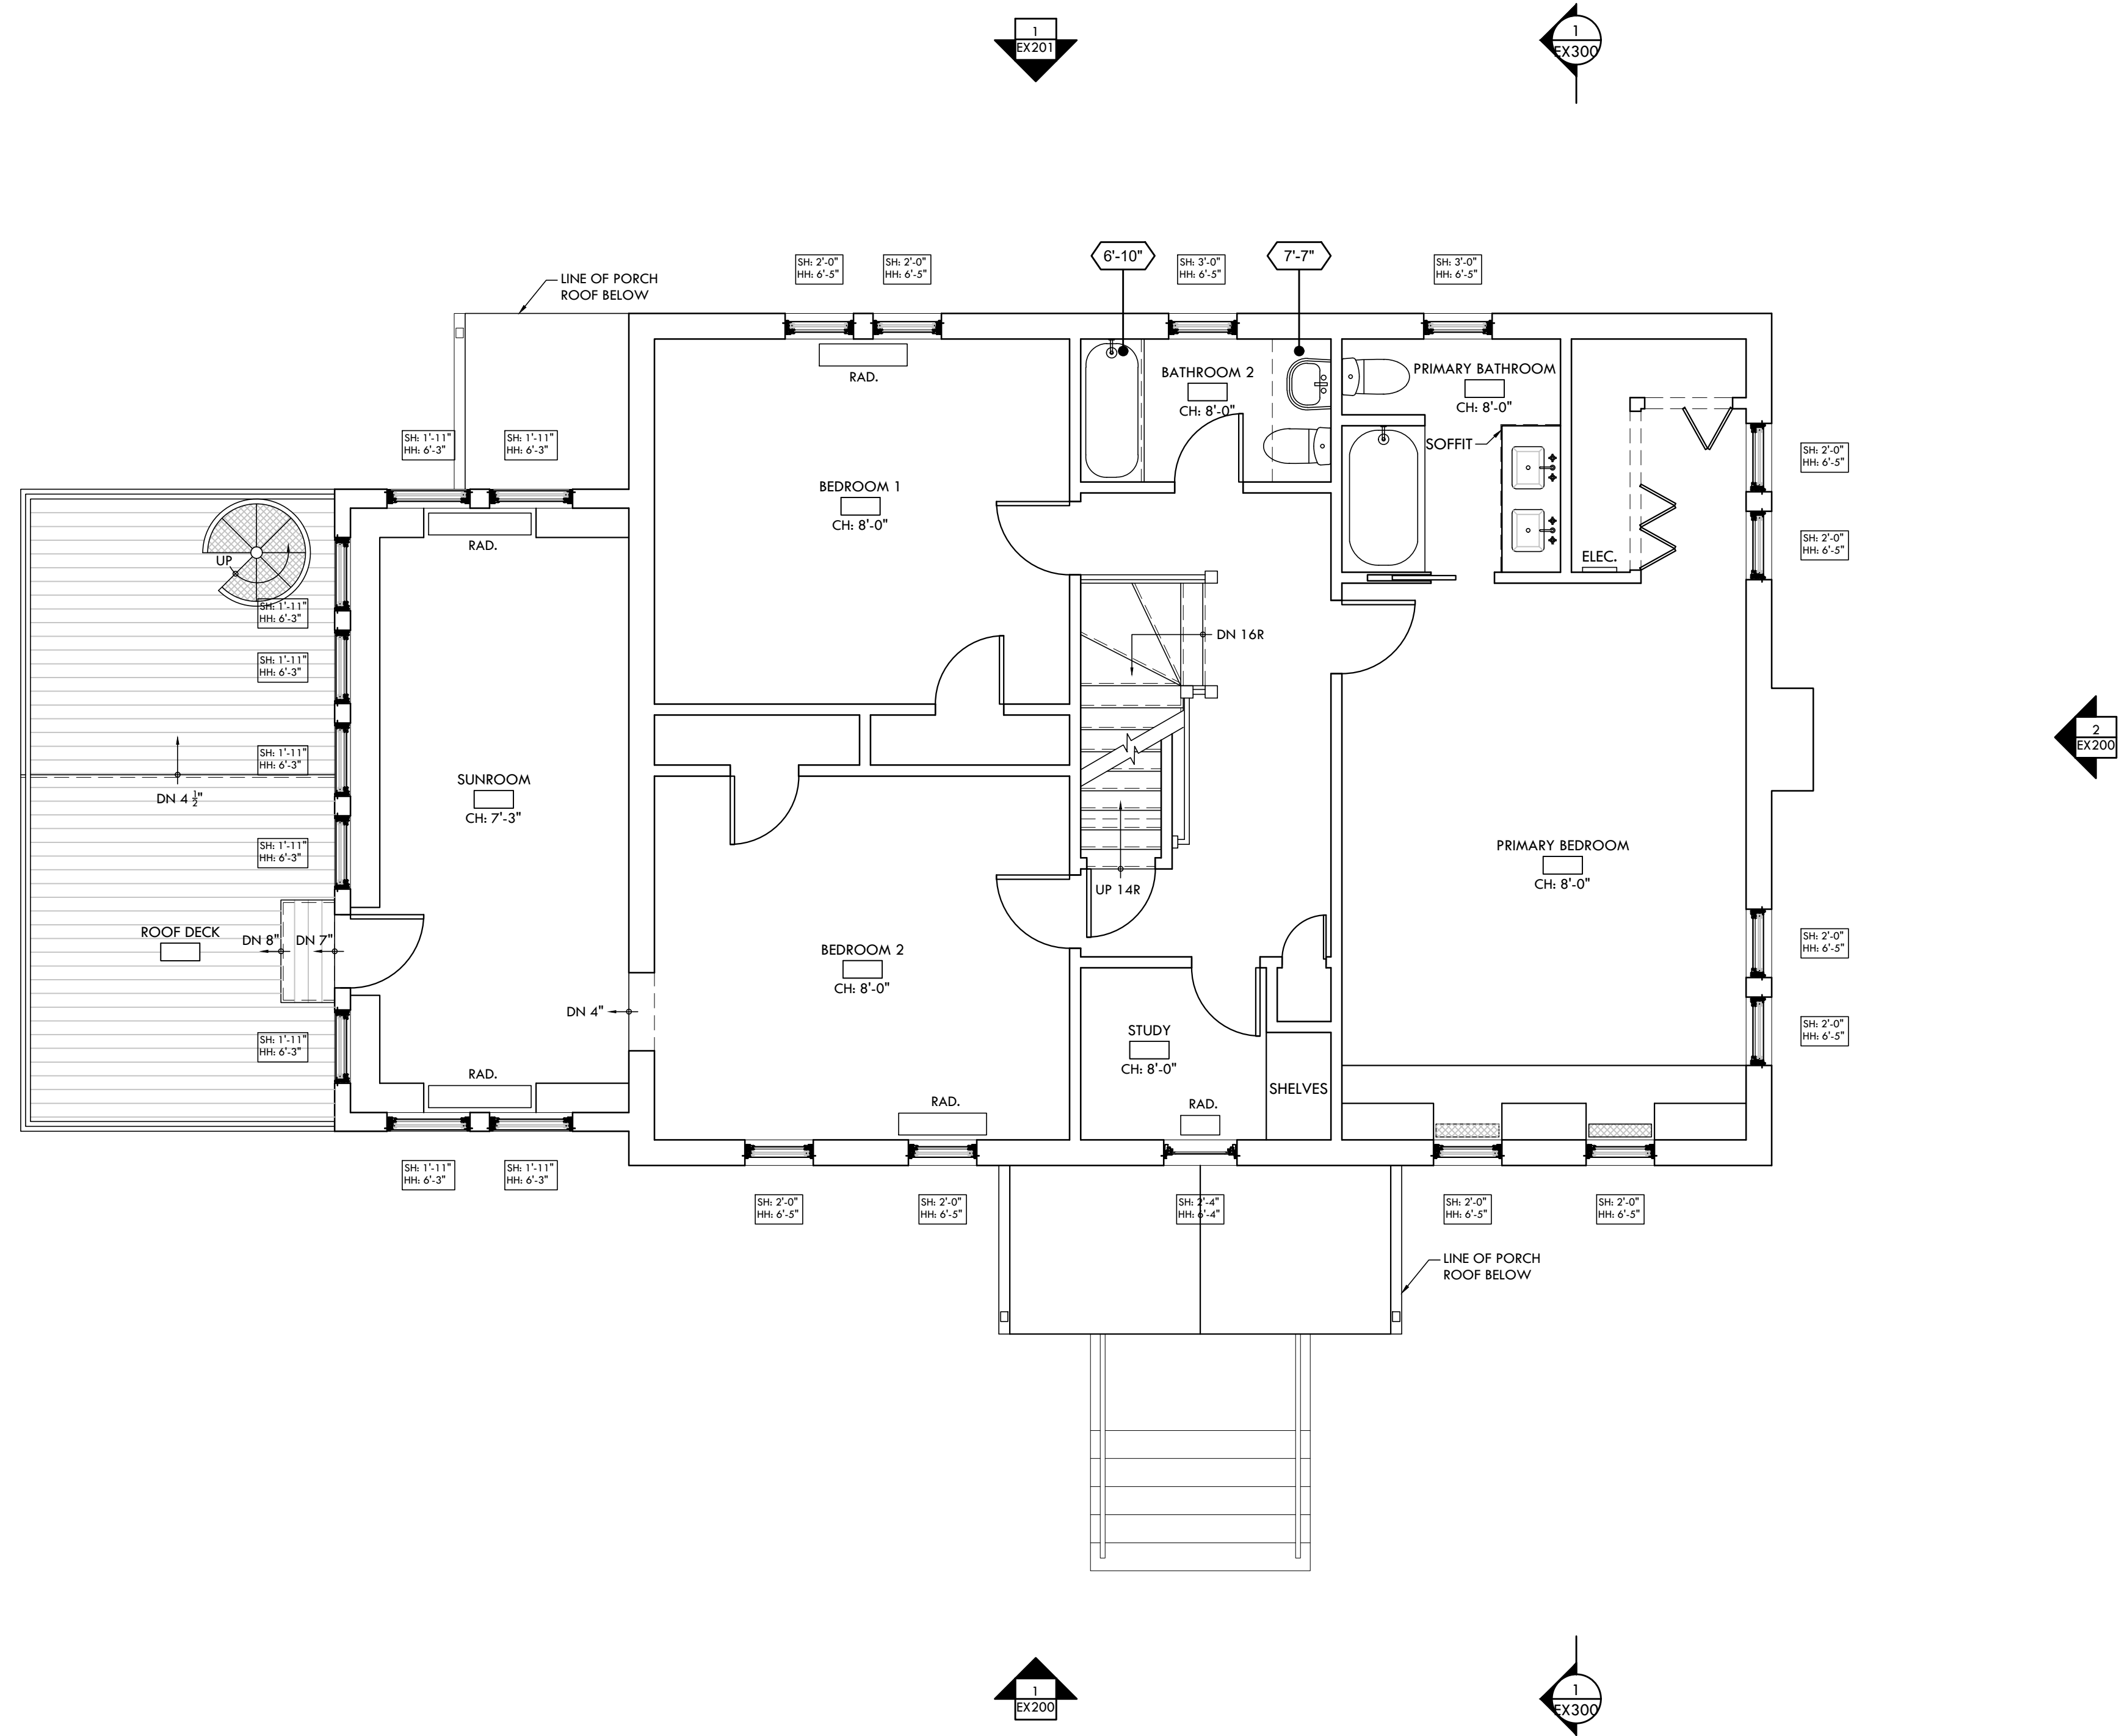 1
EX201
1
EX300
6'-10"
7'-7"
SH: 2'-0"
HH: 6'-5"
SH: 2'-0"
HH: 6'-5"
SH: 3'-0"
HH: 6'-5"
SH: 3'-0"
HH: 6'-5"
LINE OF PORCH
ROOF BELOW
RAD.
BATHROOM 2
CH: 8'-0"
PRIMARY BATHROOM
CH: 8'-0"
SOFFIT
SH: 1'-11"
HH: 6'-3"
SH: 1'-11"
HH: 6'-3"
SH: 2'-0"
HH: 6'-5"
BEDROOM 1
CH: 8'-0"
RAD.
SH: 2'-0"
HH: 6'-5"
UP
ELEC.
SH: 1'-11"
HH: 6'-3"
DN 16R
SH: 1'-11"
HH: 6'-3"
2
EX200
SH: 1'-11"
HH: 6'-3"
DN 4 ½"
SUNROOM
CH: 7'-3"
SH: 1'-11"
HH: 6'-3"
PRIMARY BEDROOM
CH: 8'-0"
UP 14R
ROOF DECK
DN 8"
DN 7"
BEDROOM 2
CH: 8'-0"
SH: 2'-0"
HH: 6'-5"
DN 4"
SH: 1'-11"
HH: 6'-3"
STUDY
CH: 8'-0"
SH: 2'-0"
HH: 6'-5"
RAD.
RAD.
RAD.
SHELVES
SH: 1'-11"
HH: 6'-3"
SH: 1'-11"
HH: 6'-3"
SH: 2'-0"
HH: 6'-5"
SH: 2'-0"
HH: 6'-5"
SH: 2'-4"
HH: 6'-4"
SH: 2'-0"
HH: 6'-5"
SH: 2'-0"
HH: 6'-5"
LINE OF PORCH
ROOF BELOW
1
EX200
1
EX300